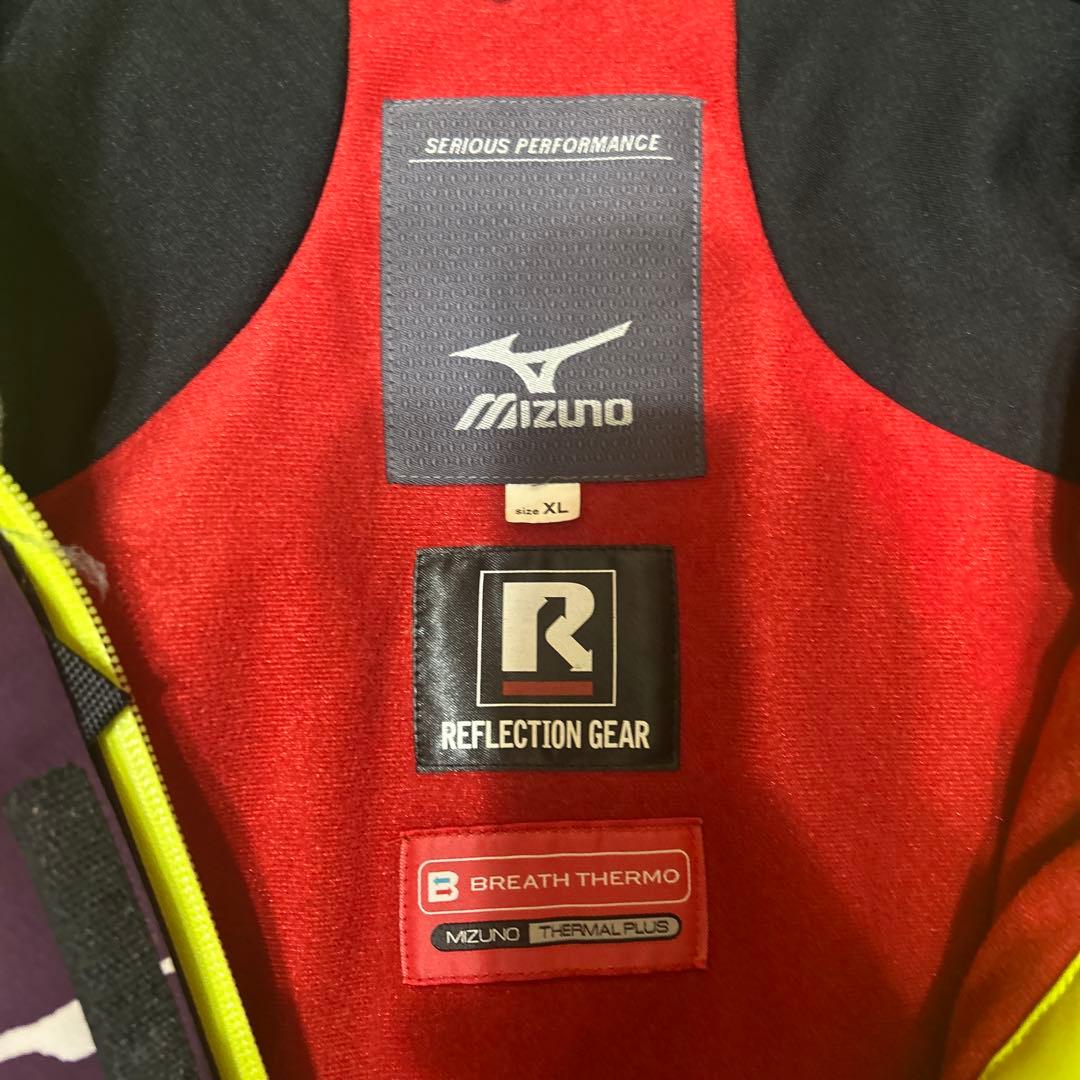 SERIOUS PERFORMANCE
MIZUNO
size XL
R
REFLECTION GEAR
B BREATH THERMO
MIZUNO THERMAL PLUS